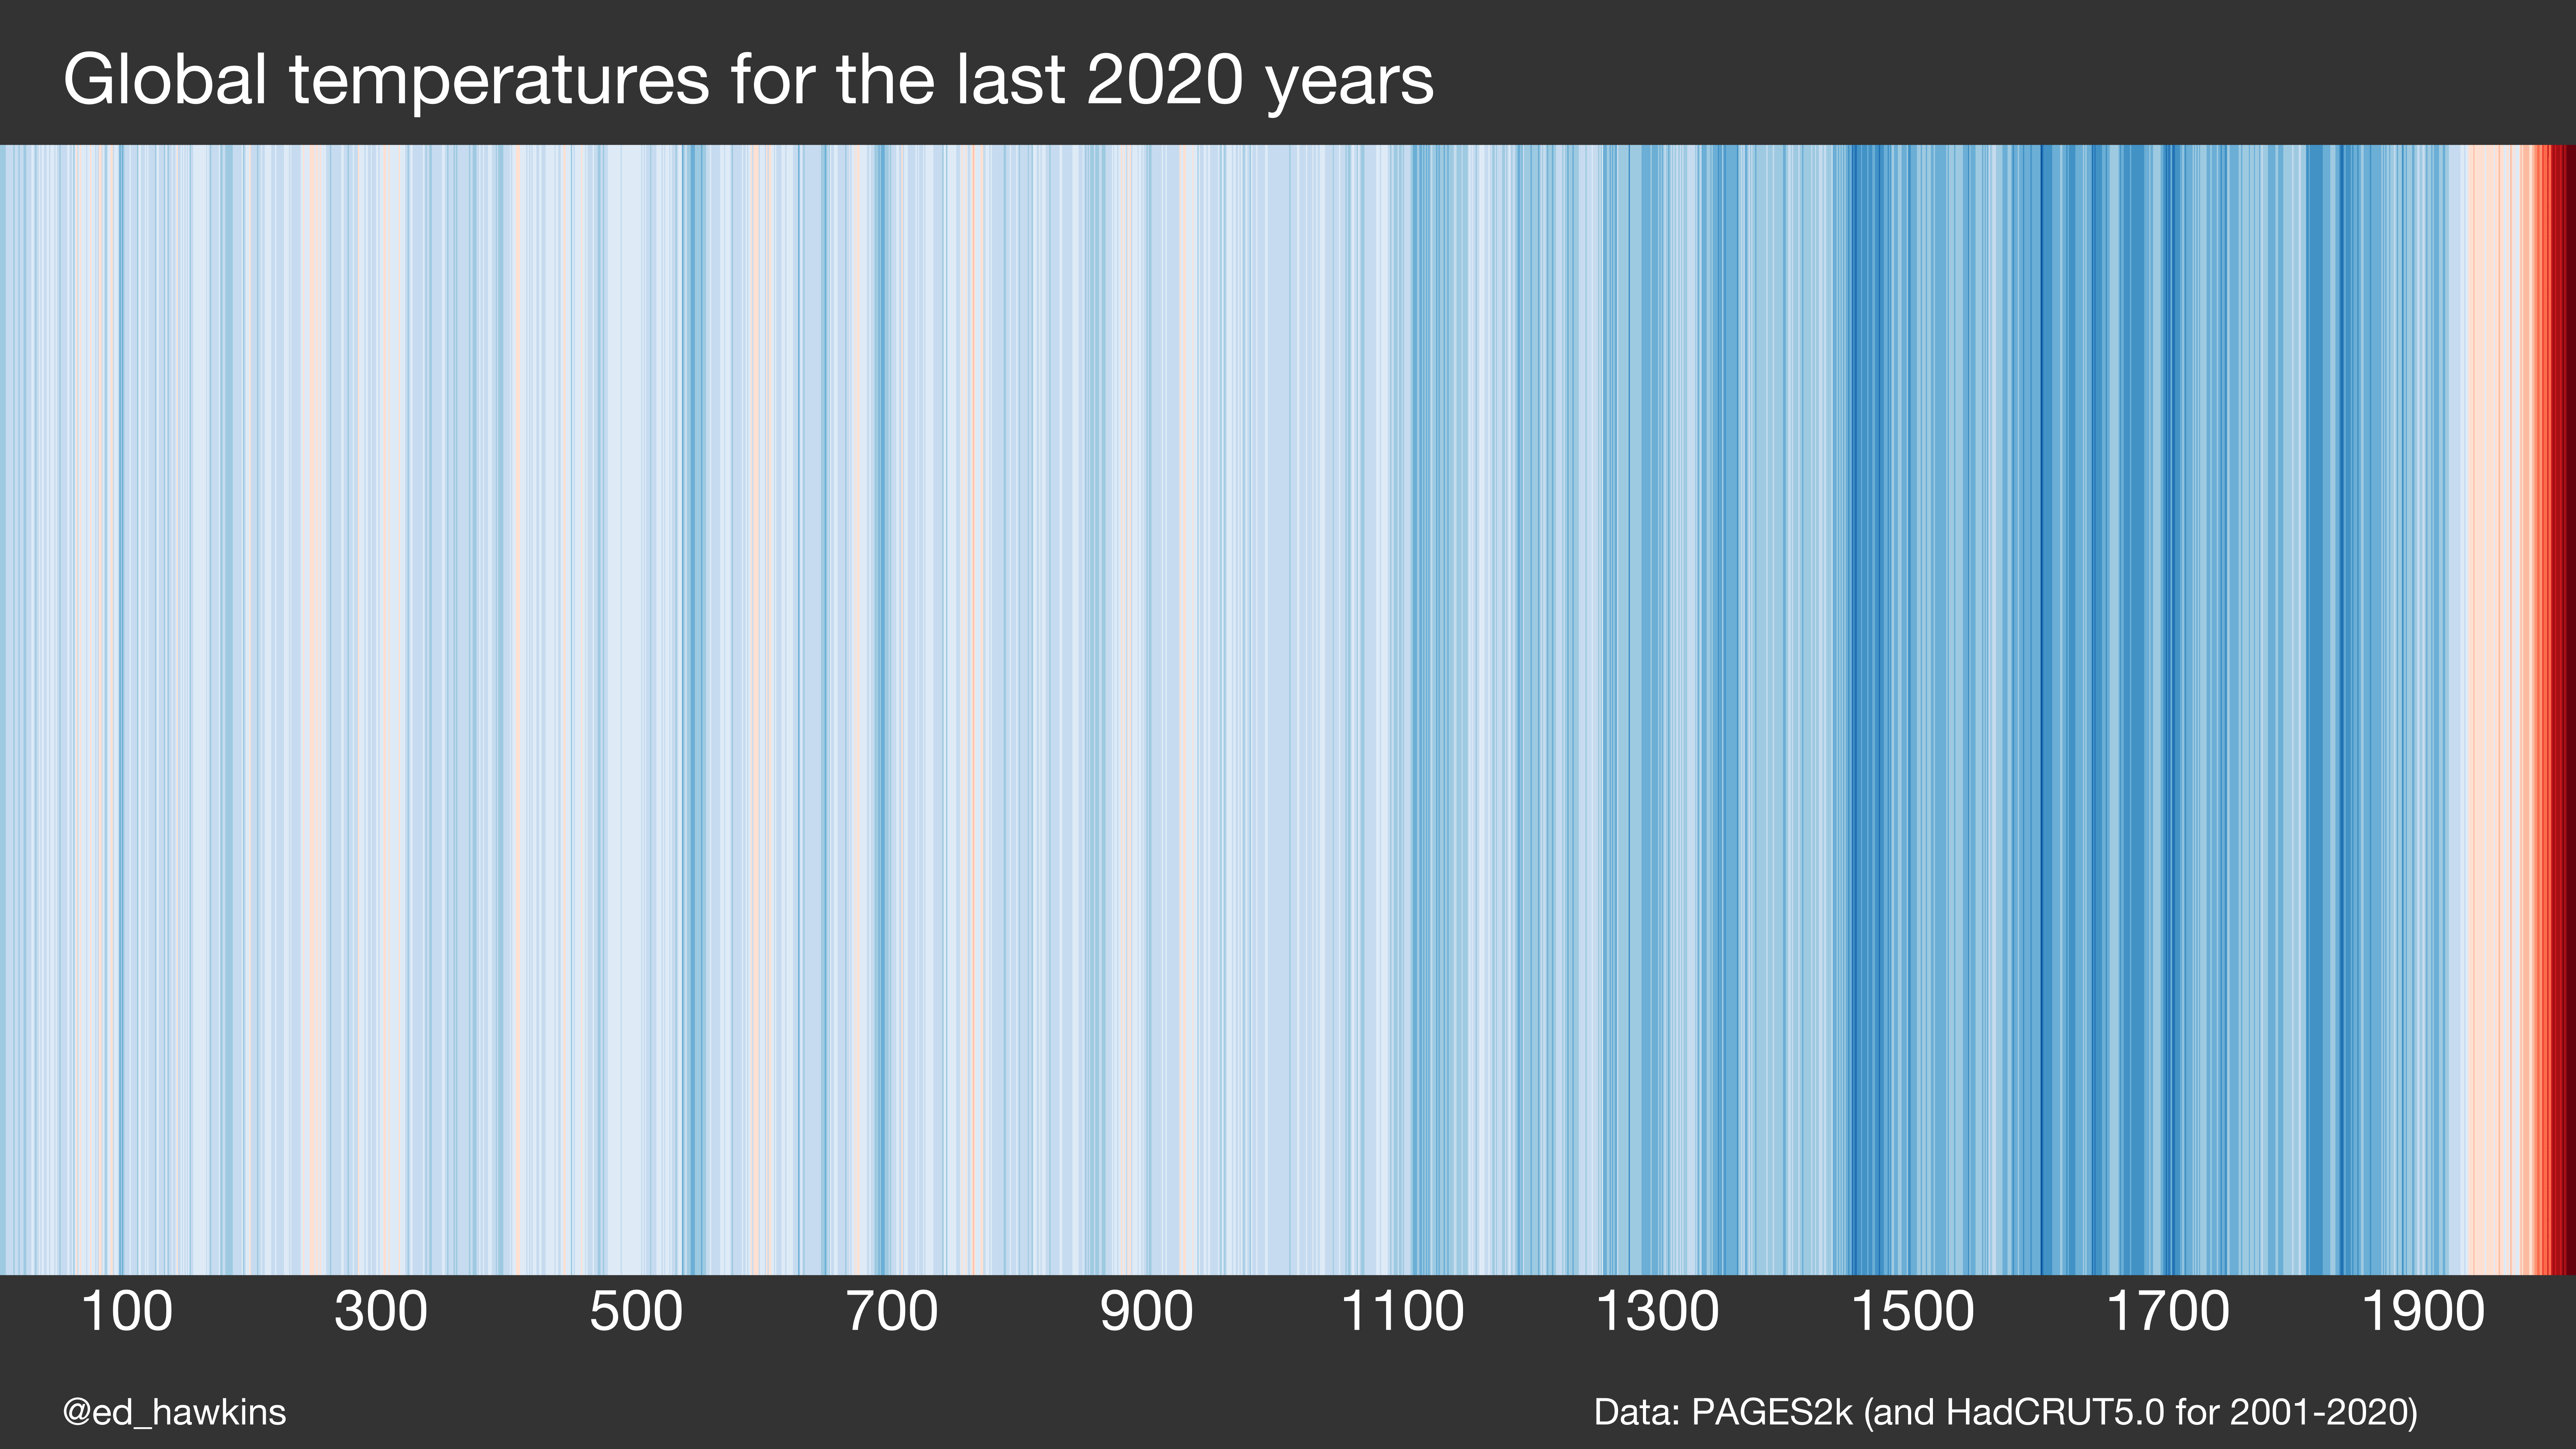 Global temperatures for the last 2020 years
100 300 500 700 900 1100 1300 1500 1700 1900
@ed_hawkins
Data: PAGES2k (and HadCRUT5.0 for 2001-2020)